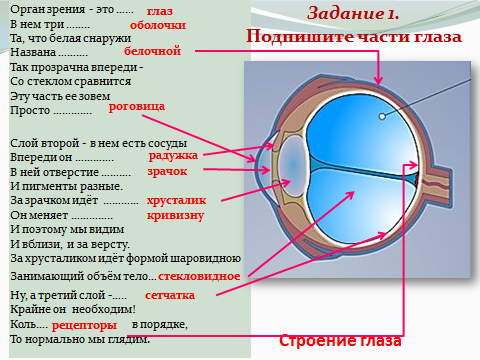 Задание 1.
Подпишите части глаза
Орган зрения - это ...... глаз
В нем три ........ оболочки
Та, что белая снаружи
Названа .......... белочной
Так прозрачна впереди -
Со стеклом сравнится
Эту часть ее зовем
Просто ............. роговица
Слой второй - в нем есть сосуды
Впереди он ............. радужка
В ней отверстие .......... зрачок
И пигменты разные.
За зрачком идёт ............ хрусталик
Он меняет .............. кривизну
И поэтому мы видим
И вблизи, и за версту.
За хрусталиком идёт формой шаровидною
Занимающий объём тело... стекловидное
Ну, а третий слой -..... сетчатка
Крайне он необходим!
Коль.... рецепторы в порядке,
То нормально мы глядим.
Строение глаза